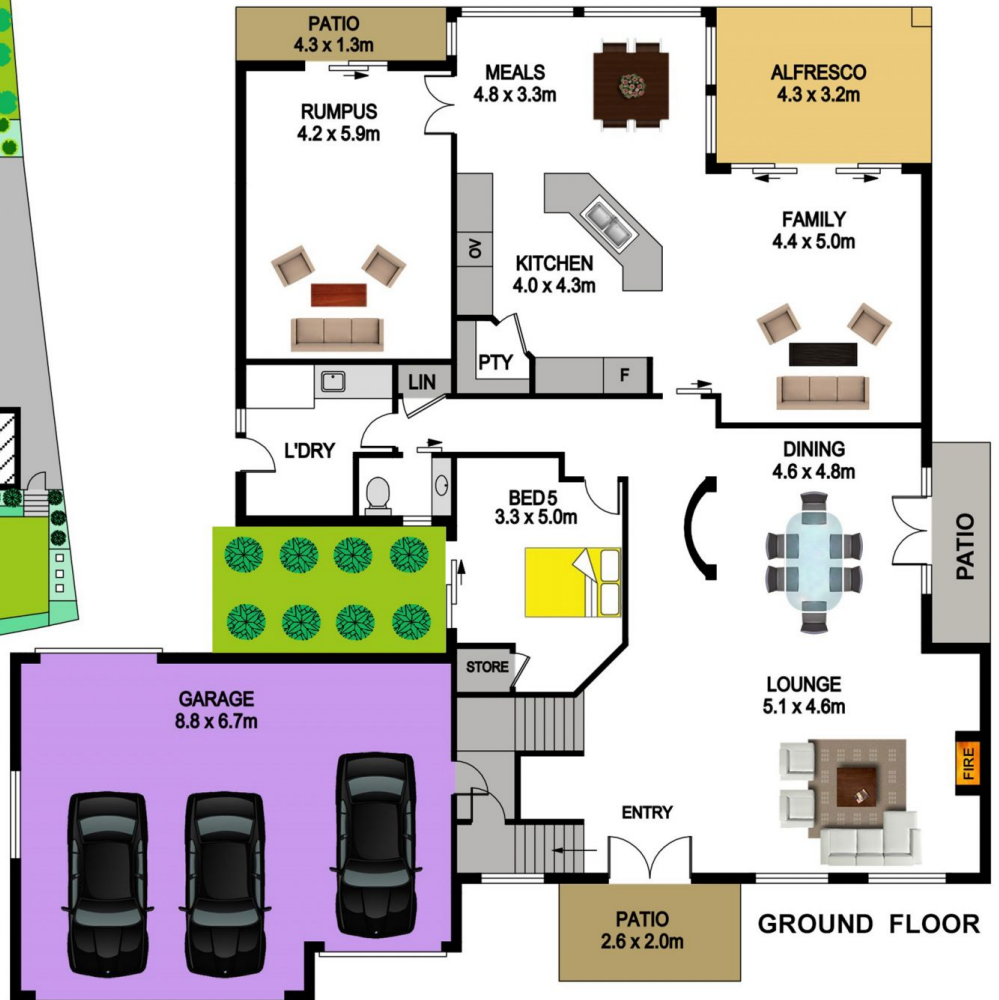 PATIO
4.3 x 1.3m
MEALS
4.8 x 3.3m
ALFRESCO
4.3 x 3.2m
RUMPUS
4.2 x 5.9m
FAMILY
4.4 x 5.0m
OV
KITCHEN
4.0 x 4.3m
PTY
F
LIN
L'DRY
DINING
4.6 x 4.8m
BED 5
3.3 x 5.0m
PATIO
STORE
GARAGE
8.8 x 6.7m
LOUNGE
5.1 x 4.6m
FIRE
ENTRY
PATIO
2.6 x 2.0m
GROUND FLOOR